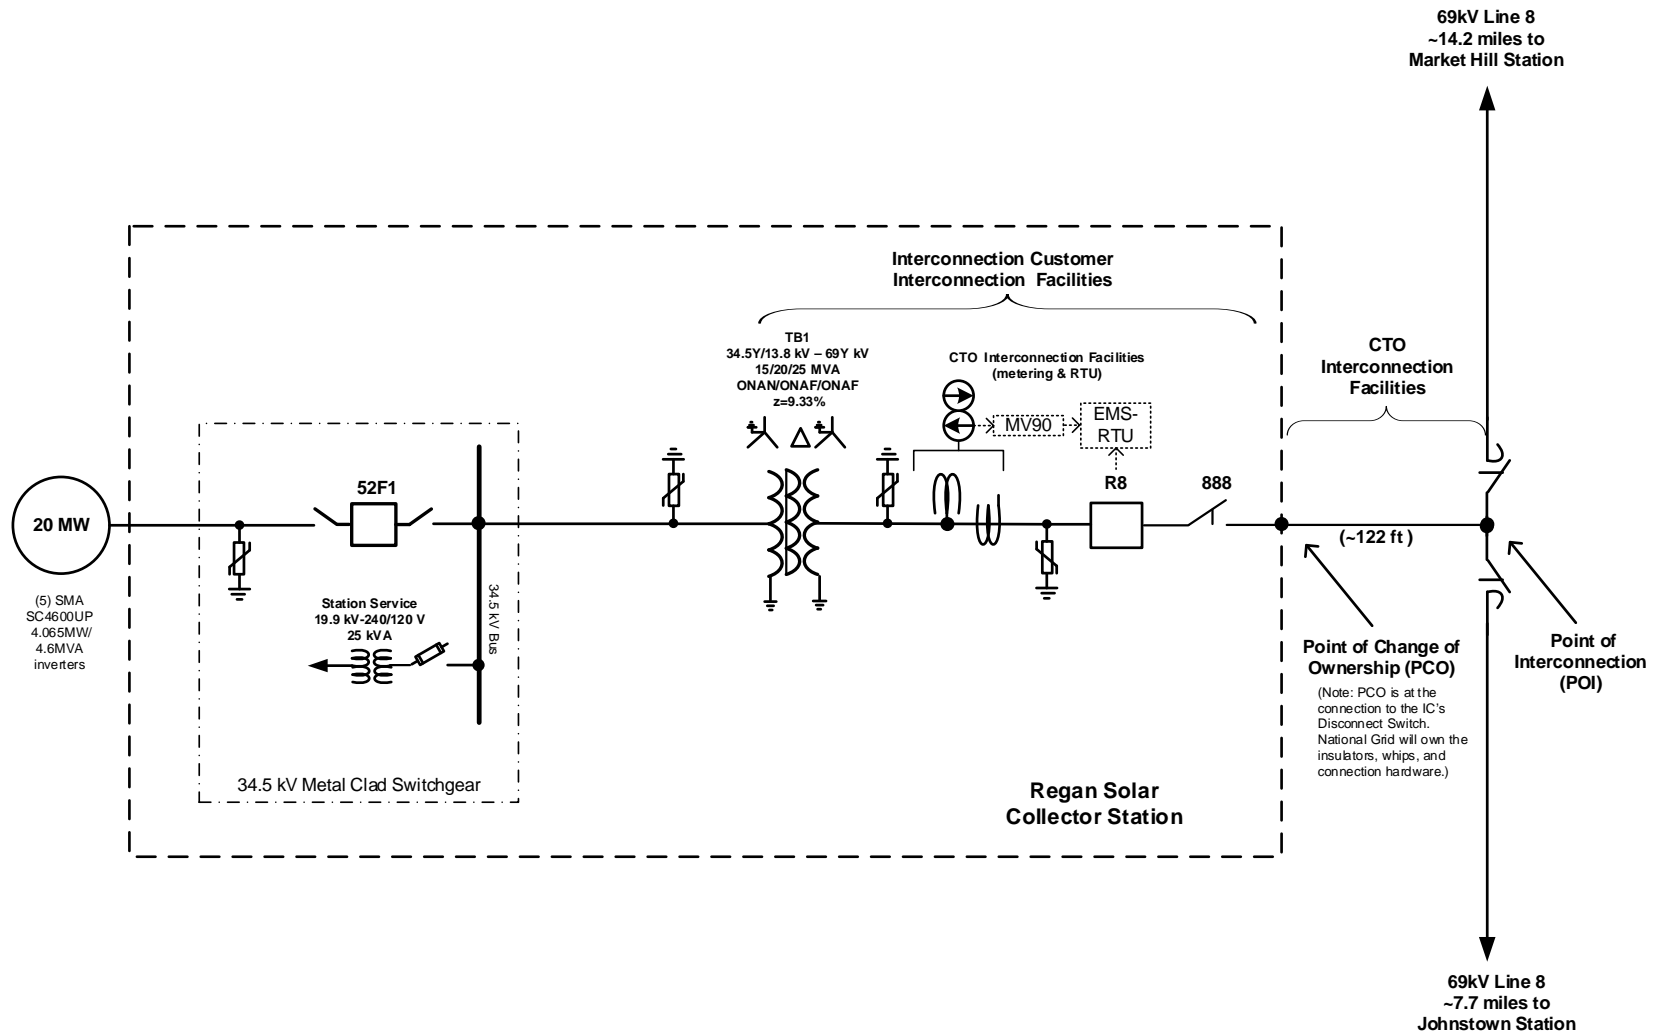 69kV Line 8
~14.2 miles to
Market Hill Station
Interconnection Customer
Interconnection Facilities
TB1
34.5Y/13.8 kV – 69Y kV
15/20/25 MVA
ONAN/ONAF/ONAF
z=9.33%
CTO Interconnection Facilities
(metering & RTU)
MV90
EMS-
RTU
CTO
Interconnection
Facilities
20 MW
52F1
R8
888
(~122 ft )
(5) SMA
SC4600UP
4.065MW/
4.6MVA
inverters
Station Service
19.9 kV-240/120 V
25 kVA
34.5 kV Bus
34.5 kV Metal Clad Switchgear
Regan Solar
Collector Station
Point of Change of
Ownership (PCO)
(Note: PCO is at the
connection to the IC's
Disconnect Switch.
National Grid will own the
insulators, whips, and
connection hardware.)
Point of
Interconnection
(POI)
69kV Line 8
~7.7 miles to
Johnstown Station